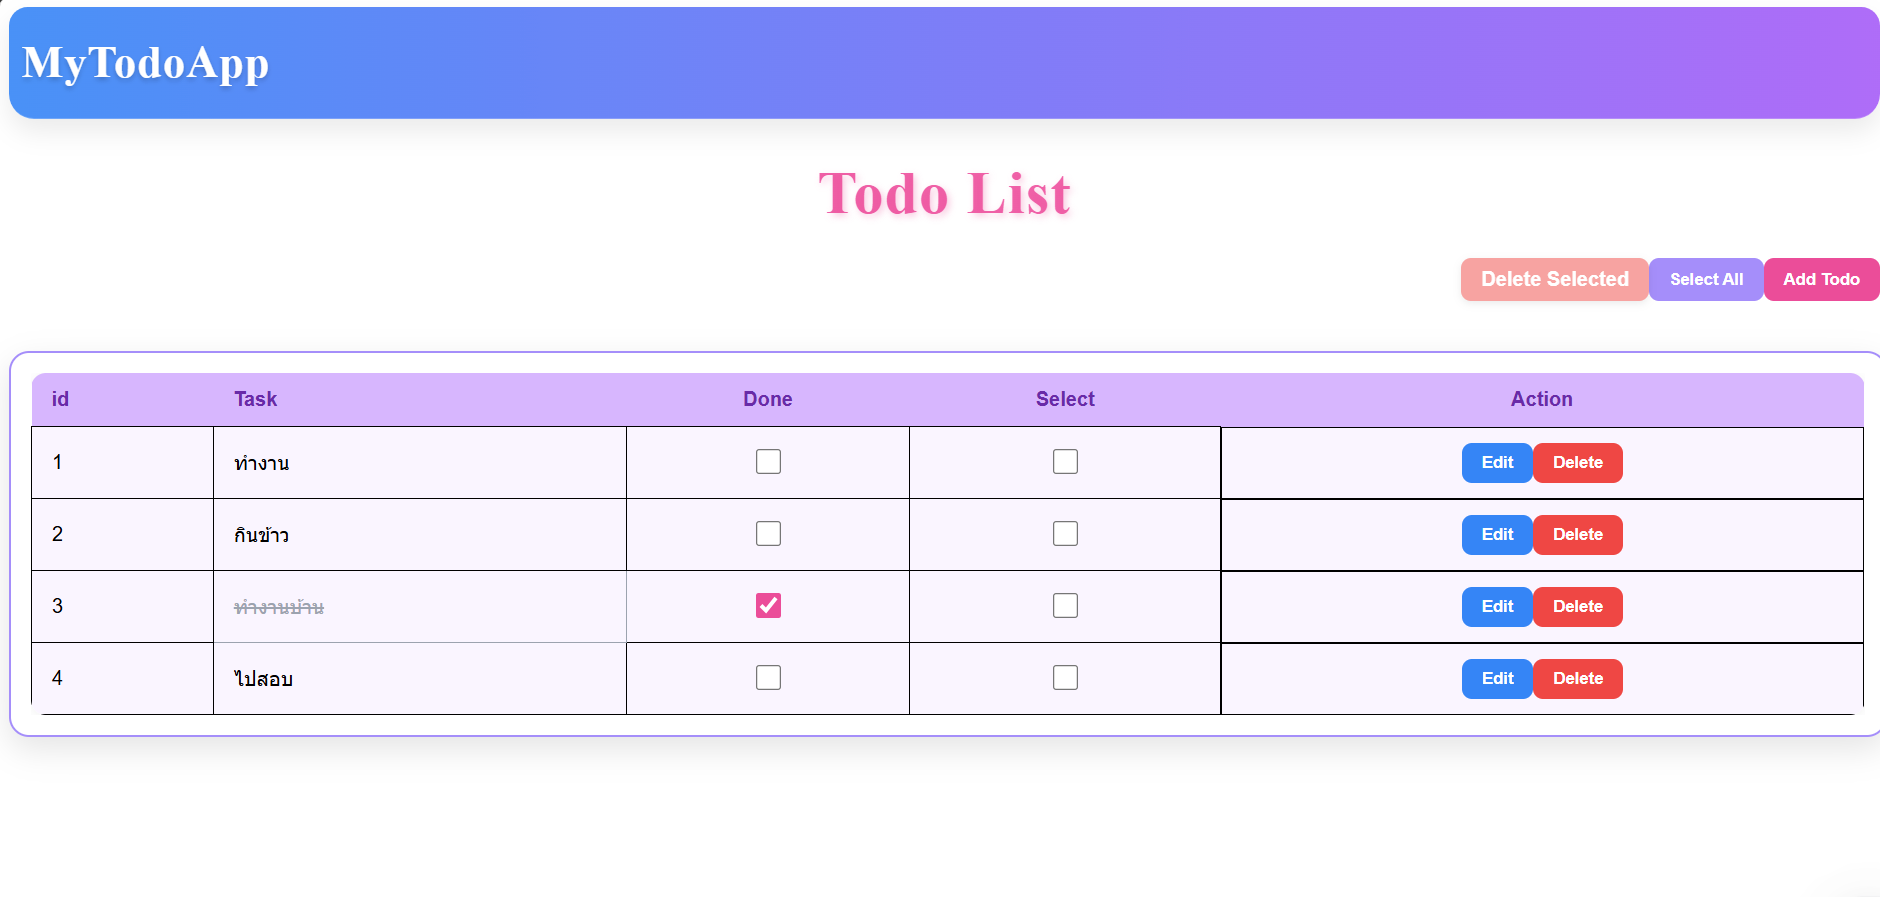 MyTodoApp
Todo List
Delete Selected Select All Add Todo
id Task Done Select Action
1 ทำงาน Edit Delete
2 กินข้าว Edit Delete
3 ทำงานบ้าน Edit Delete
4 ไปสอบ Edit Delete